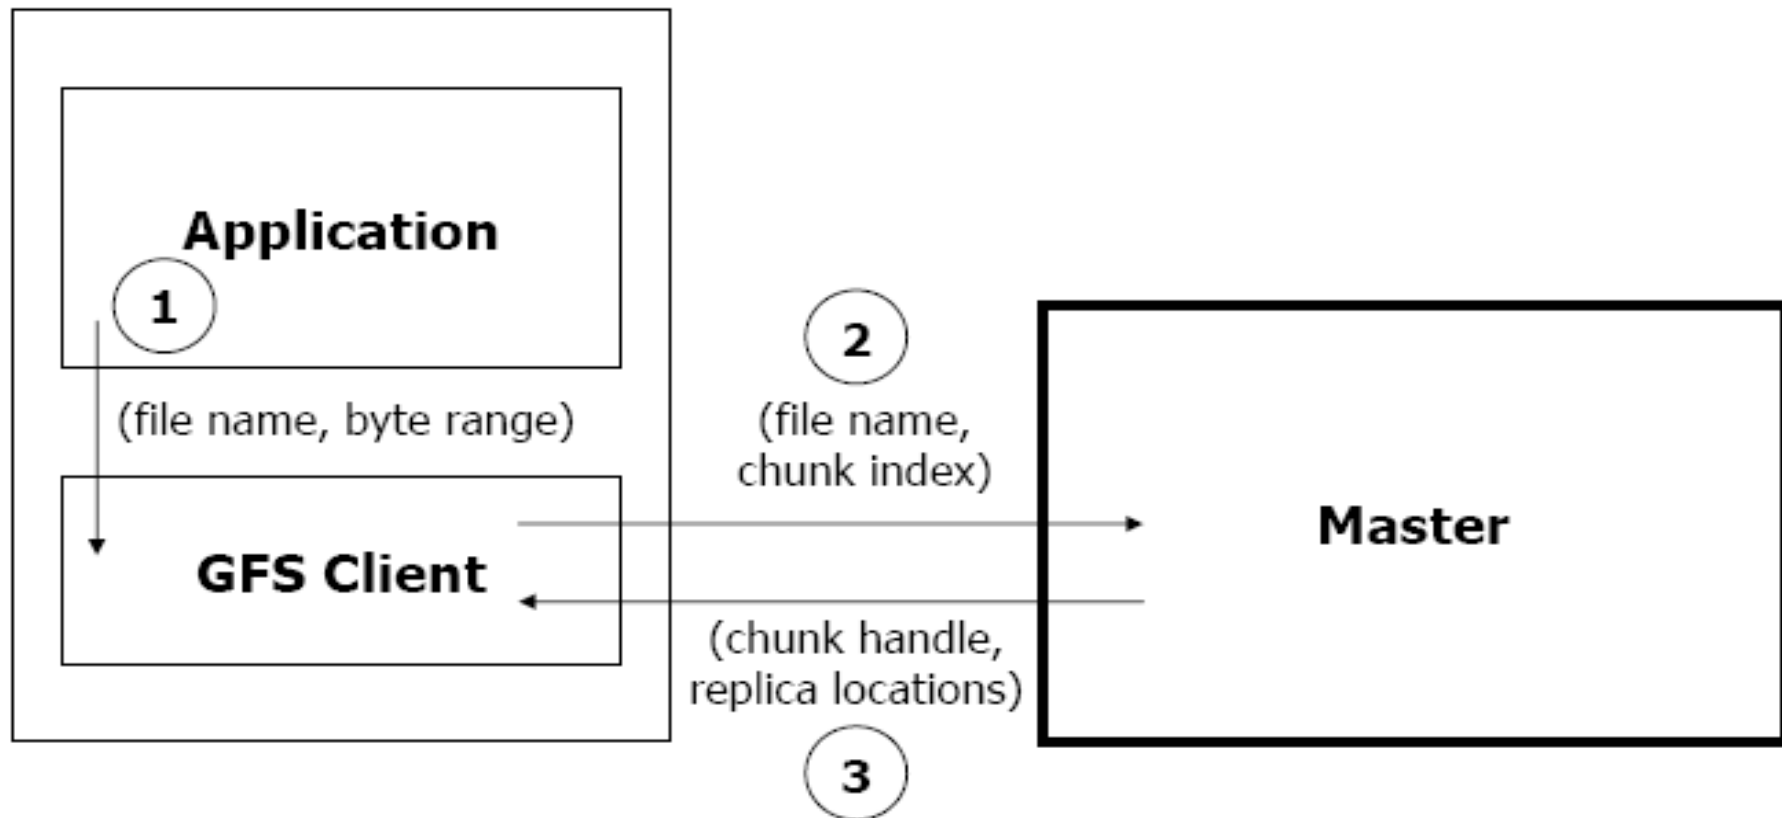 Application
1
(file name, byte range)
GFS Client
2
(file name,
chunk index)
Master
(chunk handle,
replica locations)
3